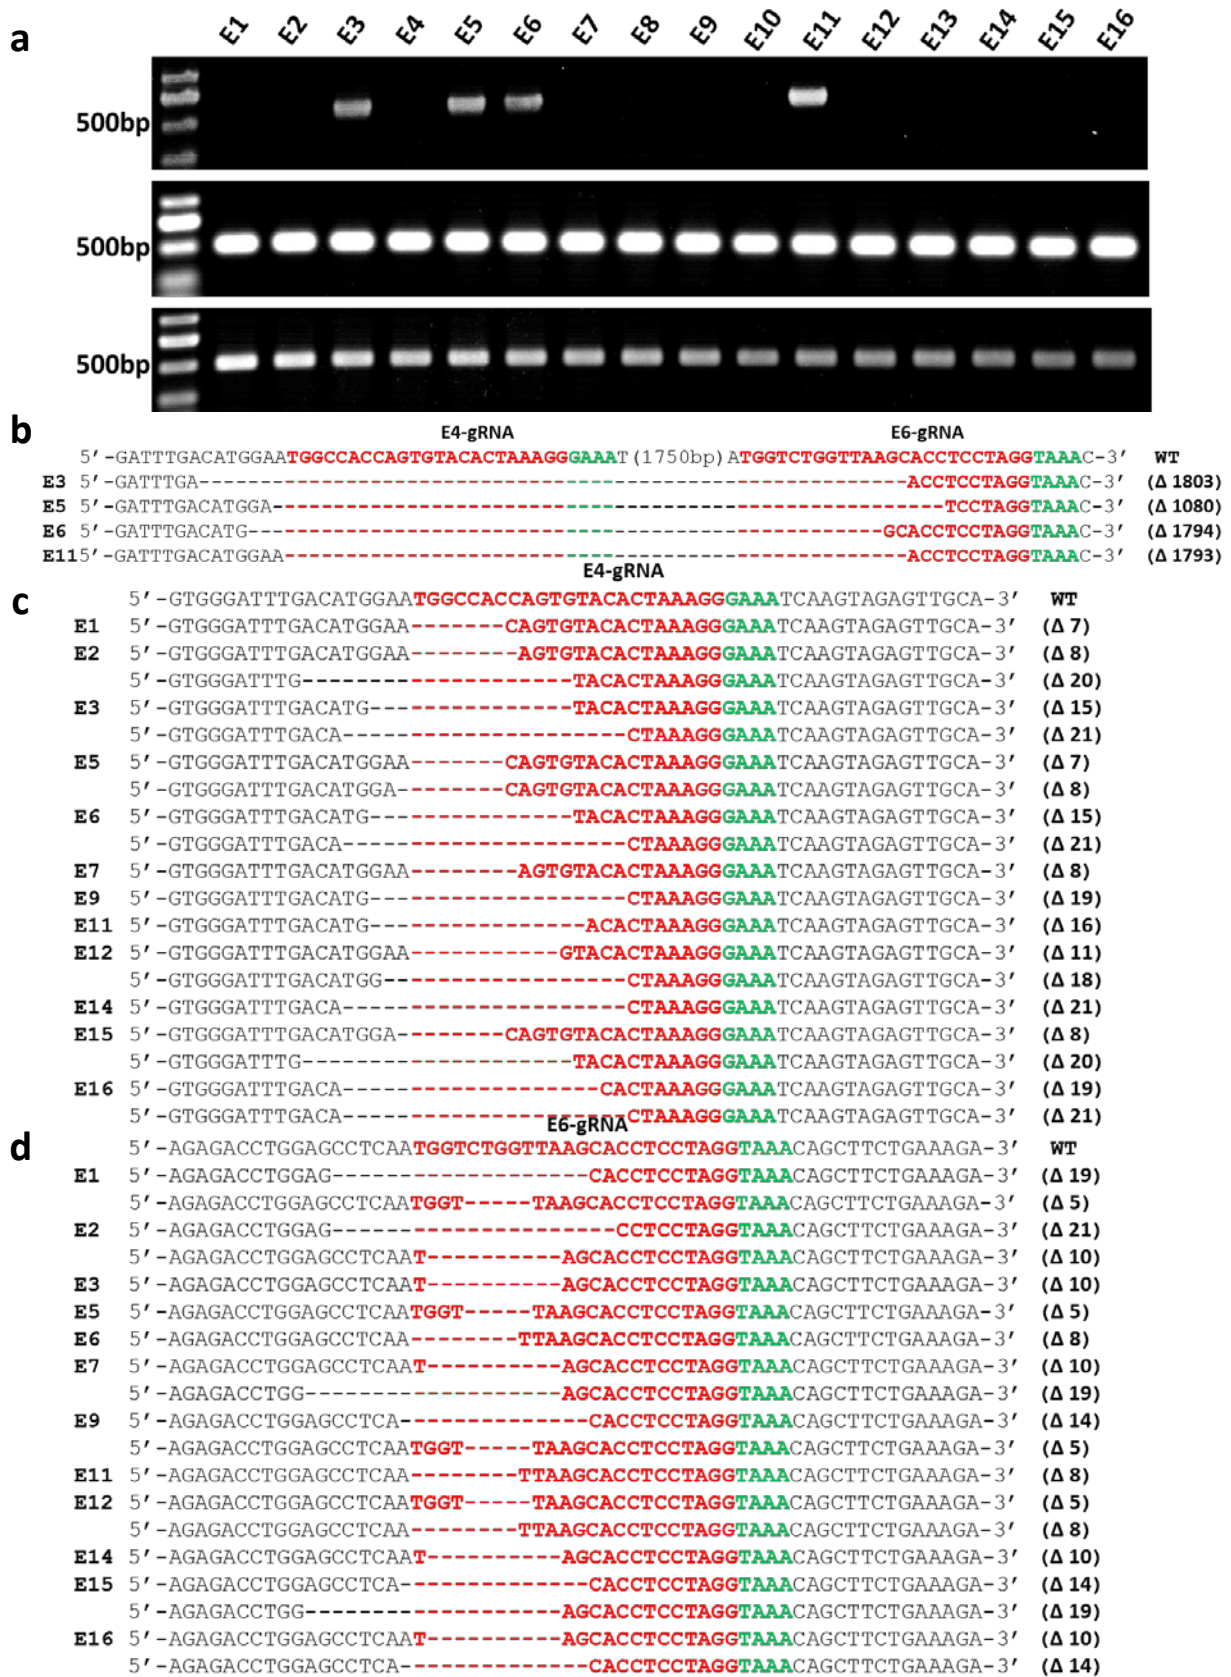 a
E1 E2 E3 E4 E5 E6 E7 E8 E9 E10 E11 E12 E13 E14 E15 E16
500bp
500bp
500bp
b
E4-gRNA E6-gRNA
5′-GATTTGACATGGAATGGCCACCAGTGTACACTAAAGGGAAAT(1750bp)ATGGTCTGGTTAAGCACCTCCTAGGTAAAC-3′ WT
E3 5′-GATTTGA----------------------------------------------------------ACCTCCTAGGTAAAC-3′ (Δ 1803)
E5 5′-GATTTGACATGGA-------------------------------------------------------TCCTAGGTAAAC-3′ (Δ 1080)
E6 5′-GATTTGACATG----------------------------------------------------GCACCTCCTAGGTAAAC-3′ (Δ 1794)
E11 5′-GATTTGACATGGAA---------------------------------------------------ACCTCCTAGGTAAAC-3′ (Δ 1793)
E4-gRNA
c
5′-GTGGGATTTGACATGGAATGGCCACCAGTGTACACTAAAGGGAAATCAAGTAGAGTTGCA-3′ WT
E1 5′-GTGGGATTTGACATGGAA-------CAGTGTACACTAAAGGGAAATCAAGTAGAGTTGCA-3′ (Δ 7)
E2 5′-GTGGGATTTGACATGGAA--------AGTGTACACTAAAGGGAAATCAAGTAGAGTTGCA-3′ (Δ 8)
5′-GTGGGATTTG--------------------TACACTAAAGGGAAATCAAGTAGAGTTGCA-3′ (Δ 20)
E3 5′-GTGGGATTTGACATG---------------TACACTAAAGGGAAATCAAGTAGAGTTGCA-3′ (Δ 15)
5′-GTGGGATTTGACA---------------------CTAAAGGGAAATCAAGTAGAGTTGCA-3′ (Δ 21)
E5 5′-GTGGGATTTGACATGGAA-------CAGTGTACACTAAAGGGAAATCAAGTAGAGTTGCA-3′ (Δ 7)
5′-GTGGGATTTGACATGGA--------CAGTGTACACTAAAGGGAAATCAAGTAGAGTTGCA-3′ (Δ 8)
E6 5′-GTGGGATTTGACATG---------------TACACTAAAGGGAAATCAAGTAGAGTTGCA-3′ (Δ 15)
5′-GTGGGATTTGACA---------------------CTAAAGGGAAATCAAGTAGAGTTGCA-3′ (Δ 21)
E7 5′-GTGGGATTTGACATGGAA--------AGTGTACACTAAAGGGAAATCAAGTAGAGTTGCA-3′ (Δ 8)
E9 5′-GTGGGATTTGACATG-------------------CTAAAGGGAAATCAAGTAGAGTTGCA-3′ (Δ 19)
E11 5′-GTGGGATTTGACATG----------------ACACTAAAGGGAAATCAAGTAGAGTTGCA-3′ (Δ 16)
E12 5′-GTGGGATTTGACATGGAA-----------GTACACTAAAGGGAAATCAAGTAGAGTTGCA-3′ (Δ 11)
5′-GTGGGATTTGACATGG------------------CTAAAGGGAAATCAAGTAGAGTTGCA-3′ (Δ 18)
E14 5′-GTGGGATTTGACA---------------------CTAAAGGGAAATCAAGTAGAGTTGCA-3′ (Δ 21)
E15 5′-GTGGGATTTGACATGGA--------CAGTGTACACTAAAGGGAAATCAAGTAGAGTTGCA-3′ (Δ 8)
5′-GTGGGATTTG--------------------TACACTAAAGGGAAATCAAGTAGAGTTGCA-3′ (Δ 20)
E16 5′-GTGGGATTTGACA-------------------CACTAAAGGGAAATCAAGTAGAGTTGCA-3′ (Δ 19)
5′-GTGGGATTTGACA---------------------CTAAAGGGAAATCAAGTAGAGTTGCA-3′ (Δ 21)
E6-gRNA
d
5′-AGAGACCTGGAGCCTCAATGGTCTGGTTAAGCACCTCCTAGGTAAACAGCTTCTGAAAGA-3′ WT
E1 5′-AGAGACCTGGAG-------------------CACCTCCTAGGTAAACAGCTTCTGAAAGA-3′ (Δ 19)
5′-AGAGACCTGGAGCCTCAATGGT-----TAAGCACCTCCTAGGTAAACAGCTTCTGAAAGA-3′ (Δ 5)
E2 5′-AGAGACCTGGAG---------------------CCTCCTAGGTAAACAGCTTCTGAAAGA-3′ (Δ 21)
5′-AGAGACCTGGAGCCTCAAT----------AGCACCTCCTAGGTAAACAGCTTCTGAAAGA-3′ (Δ 10)
E3 5′-AGAGACCTGGAGCCTCAAT----------AGCACCTCCTAGGTAAACAGCTTCTGAAAGA-3′ (Δ 10)
E5 5′-AGAGACCTGGAGCCTCAATGGT-----TAAGCACCTCCTAGGTAAACAGCTTCTGAAAGA-3′ (Δ 5)
E6 5′-AGAGACCTGGAGCCTCAA--------TTAAGCACCTCCTAGGTAAACAGCTTCTGAAAGA-3′ (Δ 8)
E7 5′-AGAGACCTGGAGCCTCAAT----------AGCACCTCCTAGGTAAACAGCTTCTGAAAGA-3′ (Δ 10)
5′-AGAGACCTGG-------------------AGCACCTCCTAGGTAAACAGCTTCTGAAAGA-3′ (Δ 19)
E9 5′-AGAGACCTGGAGCCTCA--------------CACCTCCTAGGTAAACAGCTTCTGAAAGA-3′ (Δ 14)
5′-AGAGACCTGGAGCCTCAATGGT-----TAAGCACCTCCTAGGTAAACAGCTTCTGAAAGA-3′ (Δ 5)
E11 5′-AGAGACCTGGAGCCTCAA--------TTAAGCACCTCCTAGGTAAACAGCTTCTGAAAGA-3′ (Δ 8)
E12 5′-AGAGACCTGGAGCCTCAATGGT-----TAAGCACCTCCTAGGTAAACAGCTTCTGAAAGA-3′ (Δ 5)
5′-AGAGACCTGGAGCCTCAA--------TTAAGCACCTCCTAGGTAAACAGCTTCTGAAAGA-3′ (Δ 8)
E14 5′-AGAGACCTGGAGCCTCAAT----------AGCACCTCCTAGGTAAACAGCTTCTGAAAGA-3′ (Δ 10)
E15 5′-AGAGACCTGGAGCCTCA--------------CACCTCCTAGGTAAACAGCTTCTGAAAGA-3′ (Δ 14)
5′-AGAGACCTGG-------------------AGCACCTCCTAGGTAAACAGCTTCTGAAAGA-3′ (Δ 19)
E16 5′-AGAGACCTGGAGCCTCAAT----------AGCACCTCCTAGGTAAACAGCTTCTGAAAGA-3′ (Δ 10)
5′-AGAGACCTGGAGCCTCA--------------CACCTCCTAGGTAAACAGCTTCTGAAAGA-3′ (Δ 14)